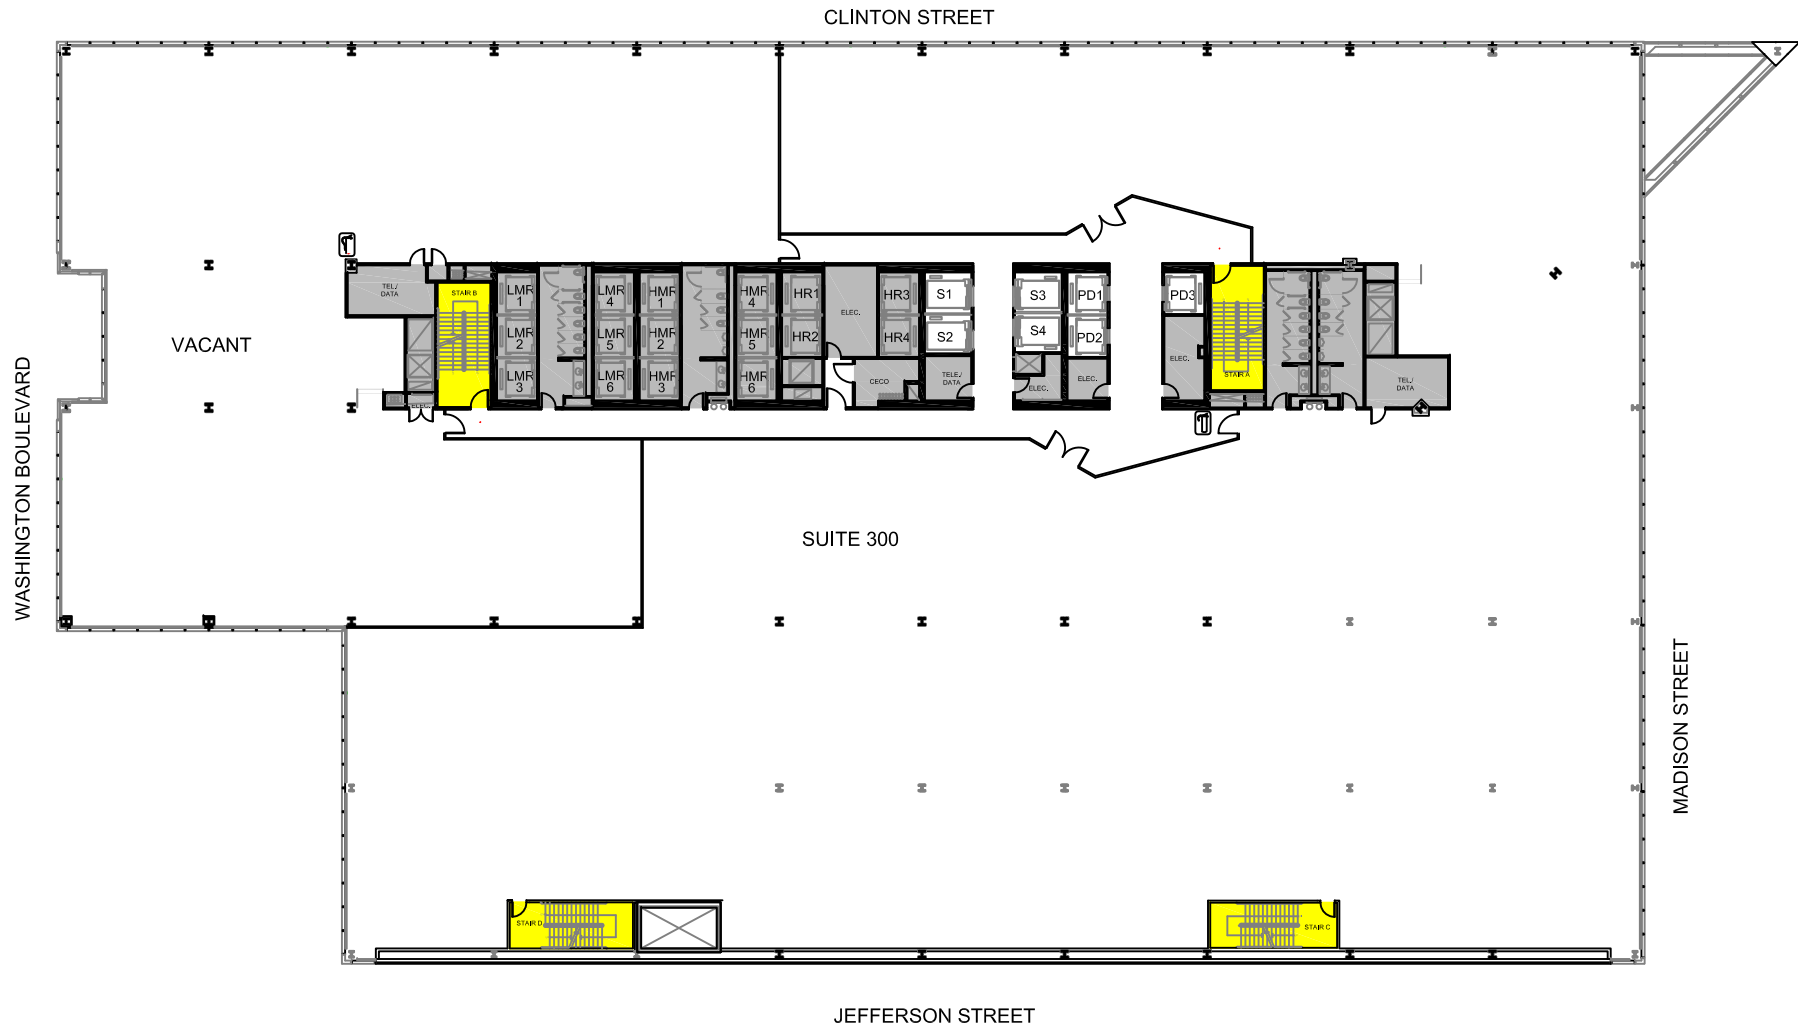 CLINTON STREET
TEL./
DATA
STAIR B
LMR
1
LMR
2
LMR
3
LMR
4
LMR
5
LMR
6
HMR
1
HMR
2
HMR
3
HMR
4
HMR
5
HMR
6
HR1
HR2
ELEC.
HR3
HR4
S1
S2
S3
S4
PD1
PD2
PD3
CECO
TELE./
DATA
ELEC.
ELEC.
ELEC.
STAIR A
TEL./
DATA
ELEC.
VACANT
WASHINGTON BOULEVARD
SUITE 300
MADISON STREET
STAIR D
STAIR C
JEFFERSON STREET